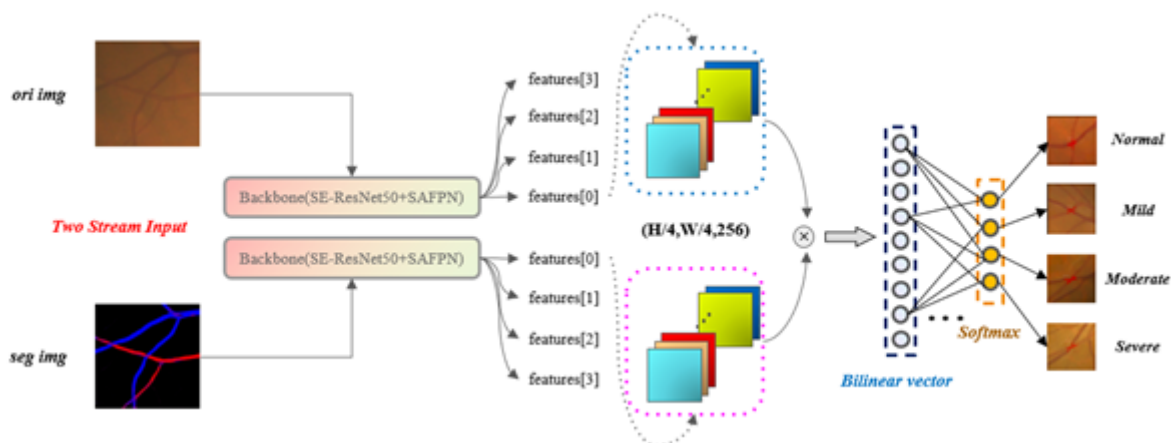 ori img
Two Stream Input
seg img
Backbone(SE-ResNet50+SAFPN)
Backbone(SE-ResNet50+SAFPN)
features[3]
features[2]
features[1]
features[0]
features[0]
features[1]
features[2]
features[3]
(H/4,W/4,256)
Bilinear vector
Softmax
Normal
Mild
Moderate
Severe